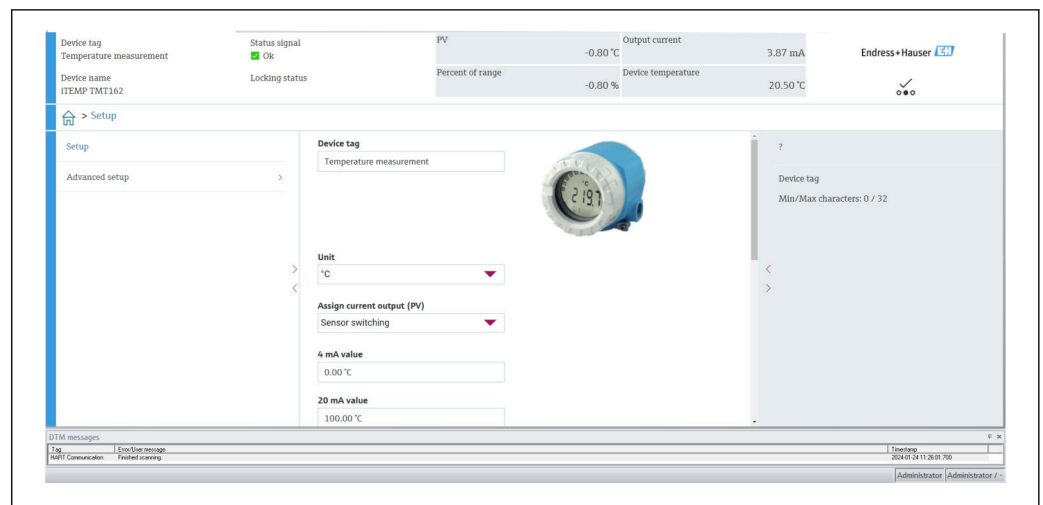 Device tag
Temperature measurement
Status signal
Ok
PV
-0.80 °C
Output current
3.87 mA
Endress+Hauser EH
Device name
iTEMP TMT162
Locking status
Percent of range
-0.80 %
Device temperature
20.50 °C
> Setup
Setup
Advanced setup >
Device tag
Temperature measurement
°C
219.7
Unit
°C
Assign current output (PV)
Sensor switching
4 mA value
0.00 °C
20 mA value
100.00 °C
?
Device tag
Min/Max characters: 0 / 32
DTM messages
Tag Error/User message Timestamp
HART Communication Finished scanning. 2024-01-24 11:26:01.700
Administrator Administrator / -